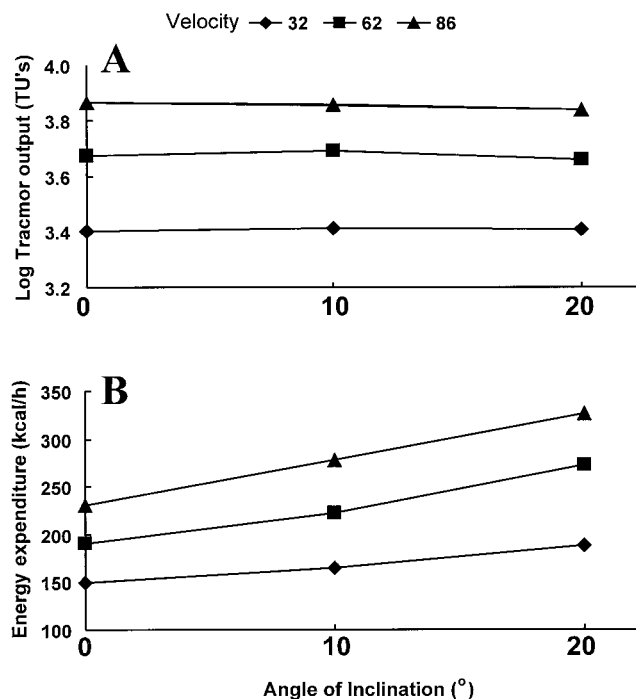 Velocity 32 62 86
A
Log Tracmor output (TU's)
4.0
3.8
3.6
3.4
3.2
0 10 20
B
Energy expenditure (kcal/h)
350
300
250
200
150
100
0 10 20
Angle of Inclination (°)